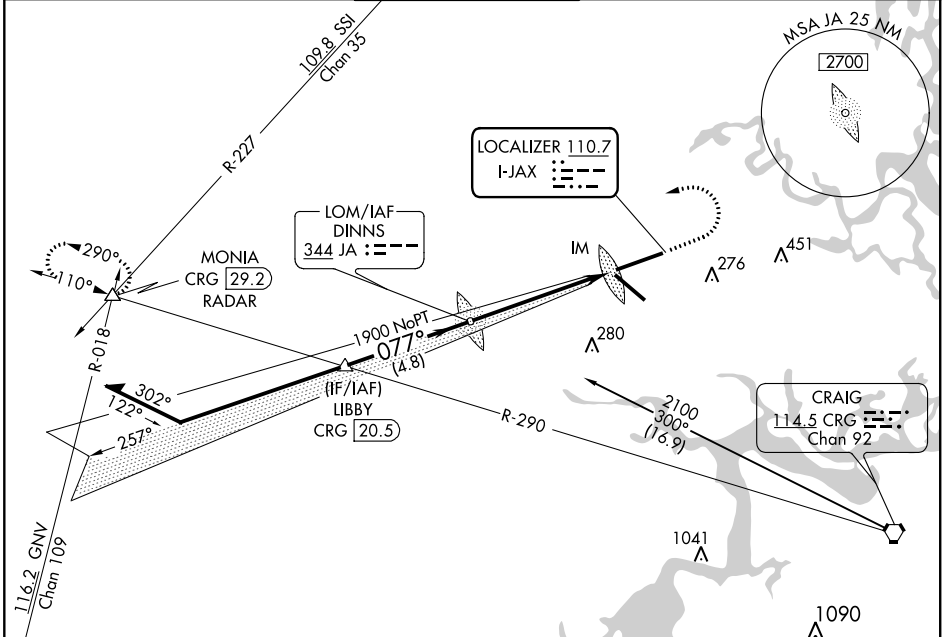 109.8 SSI
Chan 35
MSA JA 25 NM
2700
R-227
LOCALIZER 110.7
I-JAX
LOM/IAF
DINNS
344 JA
IM
276
451
290°
110°
MONIA
CRG 29.2
RADAR
R-018
1900 NoPT
077°
(4.8)
280
302°
122°
257°
(IF/IAF)
LIBBY
CRG 20.5
R-290
2100
300°
(16.9)
CRAIG
114.5 CRG
Chan 92
116.2 GNV
Chan 109
1041
1090